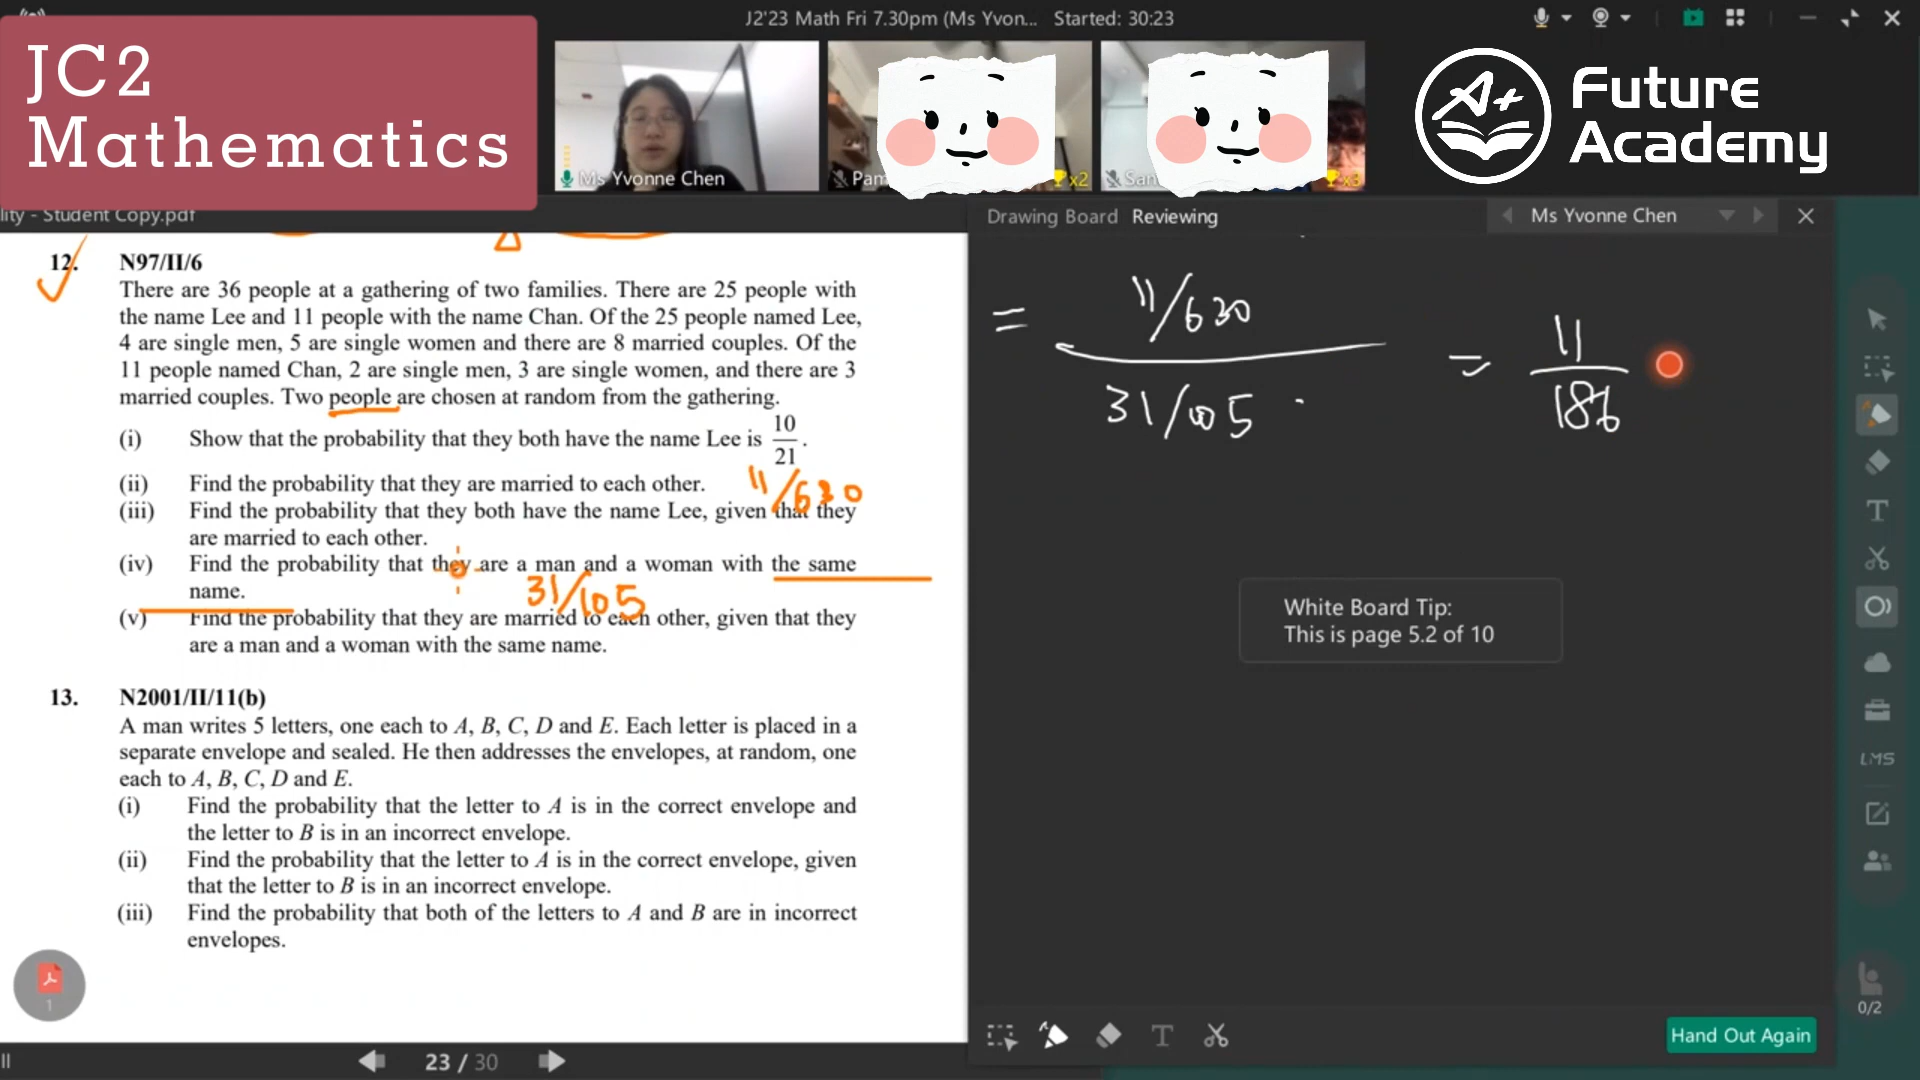 J2'23 Math Fri 7.30pm (Ms Yvon... Started: 30:23
JC2
Mathematics
Ms Yvonne Chen
Pam
x2
San
x3
A+
Future
Academy
lity - Student Copy.pdf
Drawing Board Reviewing
Ms Yvonne Chen
12. N97/II/6
There are 36 people at a gathering of two families. There are 25 people with
the name Lee and 11 people with the name Chan. Of the 25 people named Lee,
4 are single men, 5 are single women and there are 8 married couples. Of the
11 people named Chan, 2 are single men, 3 are single women, and there are 3
married couples. Two people are chosen at random from the gathering.
(i) Show that the probability that they both have the name Lee is 10/21.
(ii) Find the probability that they are married to each other.
11/630
(iii) Find the probability that they both have the name Lee, given that they
are married to each other.
(iv) Find the probability that they are a man and a woman with the same
name.
31/105
(v) Find the probability that they are married to each other, given that they
are a man and a woman with the same name.
13. N2001/II/11(b)
A man writes 5 letters, one each to A, B, C, D and E. Each letter is placed in a
separate envelope and sealed. He then addresses the envelopes, at random, one
each to A, B, C, D and E.
(i) Find the probability that the letter to A is in the correct envelope and
the letter to B is in an incorrect envelope.
(ii) Find the probability that the letter to A is in the correct envelope, given
that the letter to B is in an incorrect envelope.
(iii) Find the probability that both of the letters to A and B are in incorrect
envelopes.
1
23 / 30
= 11/630
31/105
= 11
186
White Board Tip:
This is page 5.2 of 10
T
LMS
0/2
T
Hand Out Again